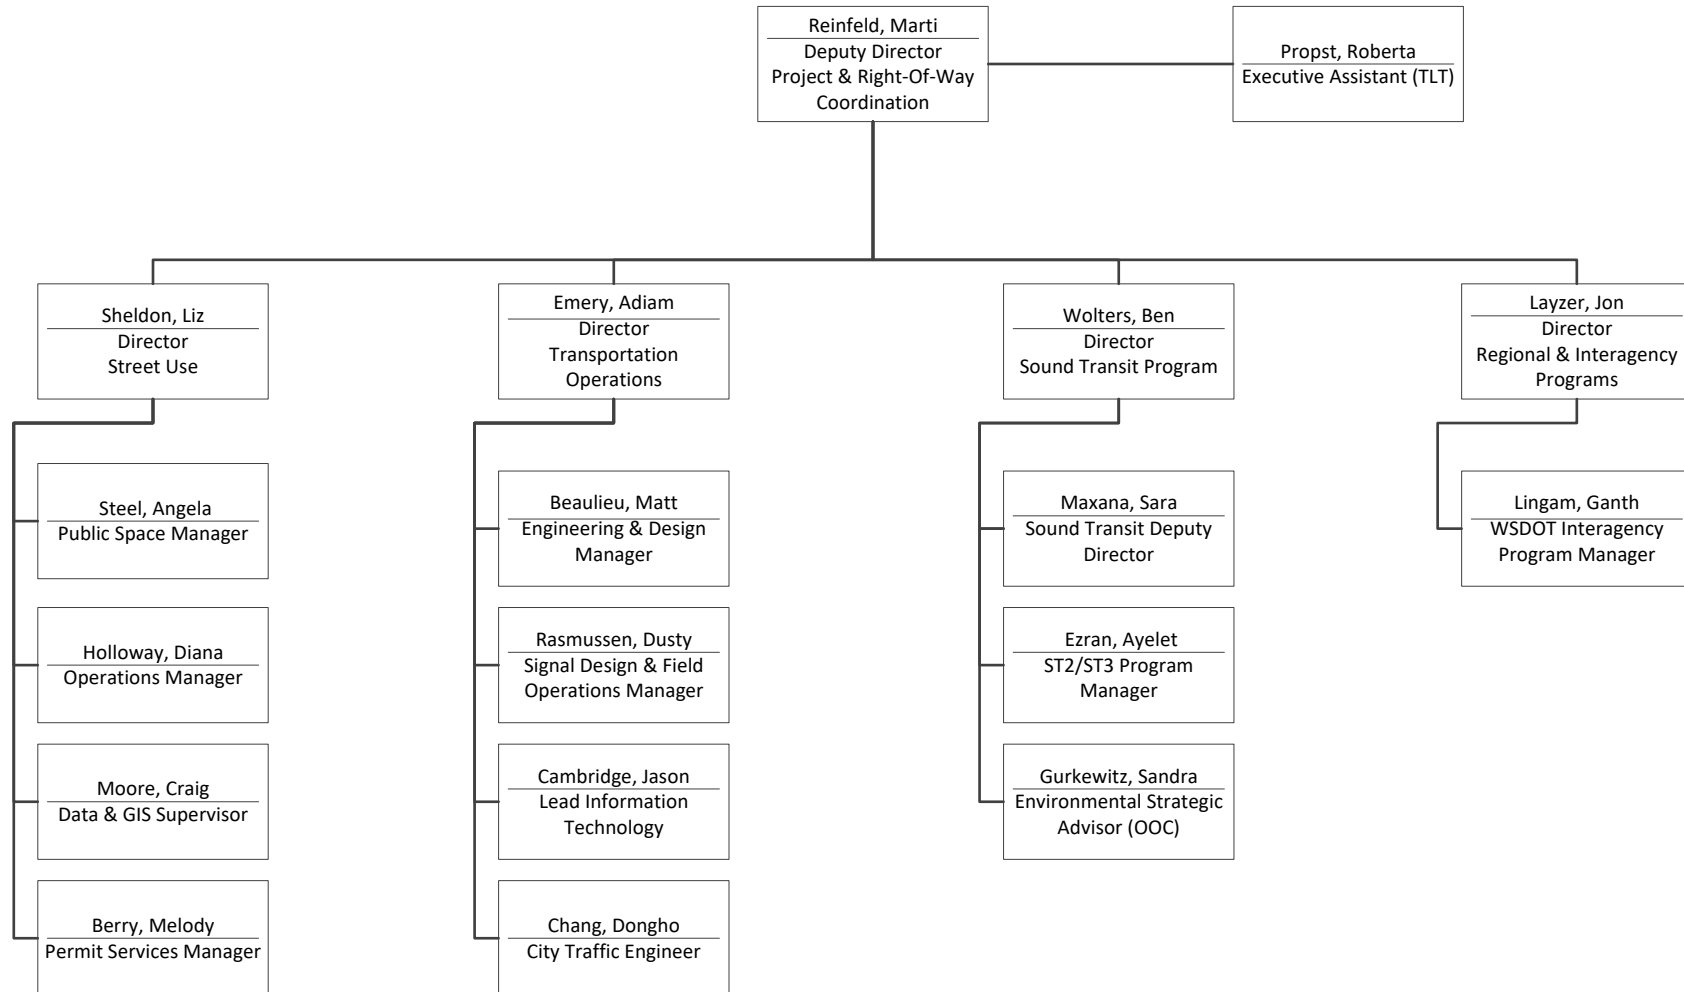 Reinfeld, Marti
Deputy Director
Project & Right-Of-Way
Coordination
Propst, Roberta
Executive Assistant (TLT)
Sheldon, Liz
Director
Street Use
Emery, Adiam
Director
Transportation
Operations
Wolters, Ben
Director
Sound Transit Program
Layzer, Jon
Director
Regional & Interagency
Programs
Steel, Angela
Public Space Manager
Holloway, Diana
Operations Manager
Moore, Craig
Data & GIS Supervisor
Berry, Melody
Permit Services Manager
Beaulieu, Matt
Engineering & Design
Manager
Rasmussen, Dusty
Signal Design & Field
Operations Manager
Cambridge, Jason
Lead Information
Technology
Chang, Dongho
City Traffic Engineer
Maxana, Sara
Sound Transit Deputy
Director
Ezran, Ayelet
ST2/ST3 Program
Manager
Gurkewitz, Sandra
Environmental Strategic
Advisor (OOC)
Lingam, Ganth
WSDOT Interagency
Program Manager